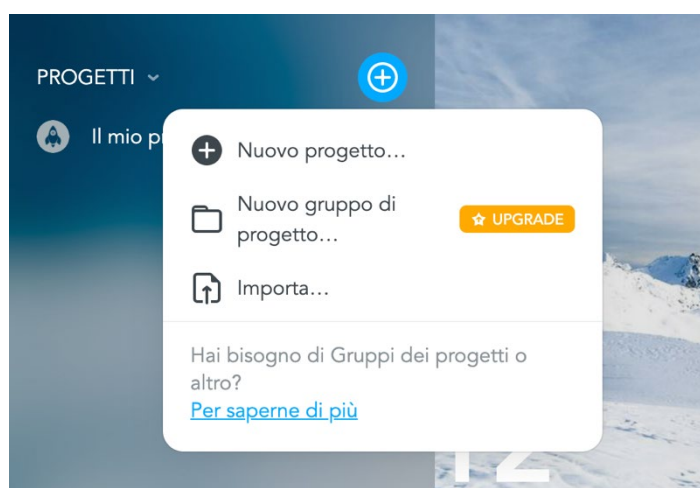 PROGETTI
Il mio
Nuovo progetto...
Nuovo gruppo di
progetto...
UPGRADE
Importa...
Hai bisogno di Gruppi dei progetti o
altro?
Per saperne di più
12